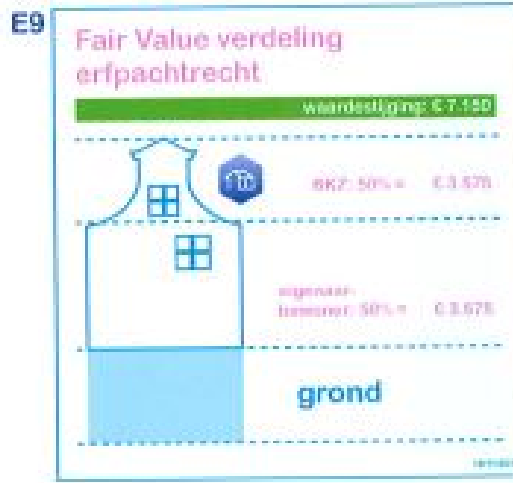 E9
Fair Value verdeling
erfpachtrecht
waardestijging: € 7.150
BKZ: 50% = € 3.575
eigenaar-
bewoner: 50% = € 3.575
grond